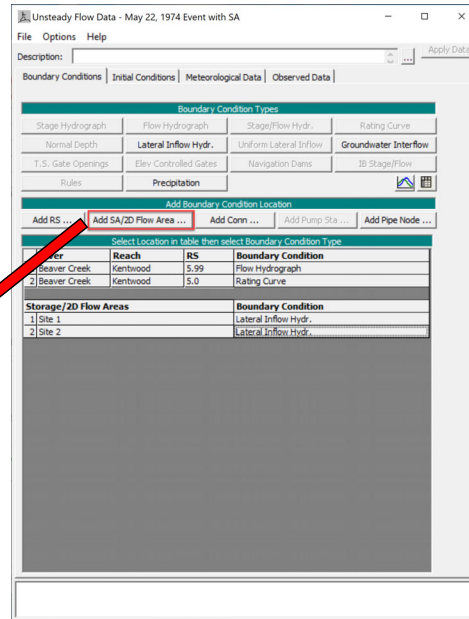 Unsteady Flow Data - May 22, 1974 Event with SA
File Options Help
Description: ... Apply Data
Boundary Conditions Initial Conditions Meteorological Data Observed Data
Boundary Condition Types
Stage Hydrograph Flow Hydrograph Stage/Flow Hydr. Rating Curve
Normal Depth Lateral Inflow Hydr. Uniform Lateral Inflow Groundwater Interflow
T.S. Gate Openings Elev Controlled Gates Navigation Dams IB Stage/Flow
Rules Precipitation
Add Boundary Condition Location
Add RS ... Add SA/2D Flow Area ... Add Conn ... Add Pump Sta ... Add Pipe Node ...
Select Location in table then select Boundary Condition Type
Reach RS Boundary Condition
Beaver Creek Kentwood 5.99 Flow Hydrograph
2 Beaver Creek Kentwood 5.0 Rating Curve
Storage/2D Flow Areas Boundary Condition
1 Site 1 Lateral Inflow Hydr.
2 Site 2 Lateral Inflow Hydr.